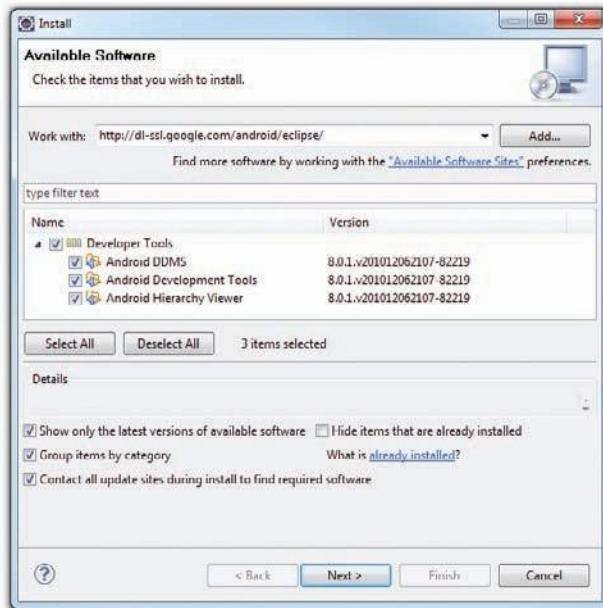 Install
Available Software
Check the items that you wish to install.
Work with: http://dl-ssl.google.com/android/eclipse/ Add...
Find more software by working with the "Available Software Sites" preferences.
type filter text
Name Version
Developer Tools
Android DDMS 8.0.1.v201012062107-82219
Android Development Tools 8.0.1.v201012062107-82219
Android Hierarchy Viewer 8.0.1.v201012062107-82219
Select All Deselect All 3 items selected
Details
Show only the latest versions of available software Hide items that are already installed
Group items by category What is already installed?
Contact all update sites during install to find required software
? < Back Next > Finish Cancel